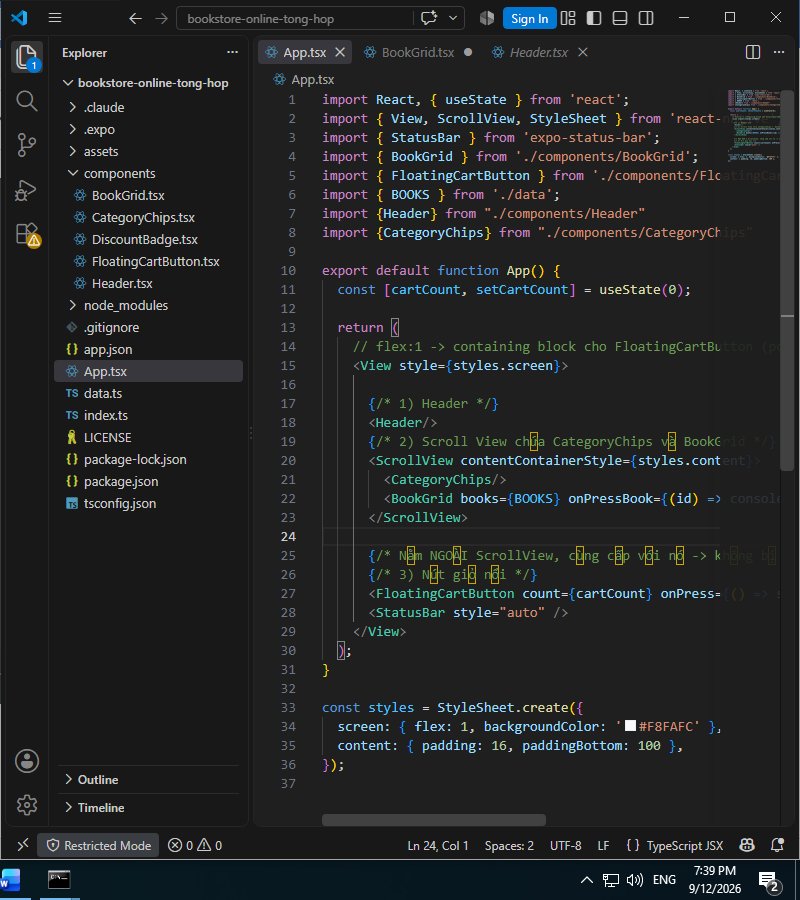 bookstore-online-tong-hop
Sign In
Explorer
App.tsx
BookGrid.tsx
Header.tsx
bookstore-online-tong-hop
.claude
.expo
assets
components
BookGrid.tsx
CategoryChips.tsx
DiscountBadge.tsx
FloatingCartButton.tsx
Header.tsx
node_modules
.gitignore
{} app.json
App.tsx
TS data.ts
TS index.ts
LICENSE
{} package-lock.json
{} package.json
tsconfig.json
Outline
Timeline
1
App.tsx
1 import React, { useState } from 'react';
2 import { View, ScrollView, StyleSheet } from 'react-
3 import { StatusBar } from 'expo-status-bar';
4 import { BookGrid } from './components/BookGrid';
5 import { FloatingCartButton } from './components/FloatingCar
6 import { BOOKS } from './data';
7 import {Header} from "./components/Header"
8 import {CategoryChips} from "./components/CategoryChips"
9
10 export default function App() {
11 const [cartCount, setCartCount] = useState(0);
12
13 return (
14 // flex:1 -> containing block cho FloatingCartButton (po
15 <View style={styles.screen}>
16
17 {/* 1) Header */}
18 <Header/>
19 {/* 2) Scroll View chứa CategoryChips và BookGrid */}
20 <ScrollView contentContainerStyle={styles.content}>
21 <CategoryChips/>
22 <BookGrid books={BOOKS} onPressBook={(id) => console
23 </ScrollView>
24
25 {/* Nằm NGOÀI ScrollView, cùng cấp với nó -> không bị
26 {/* 3) Nút giỏ nổi */}
27 <FloatingCartButton count={cartCount} onPress={() => s
28 <StatusBar style="auto" />
29 </View>
30 );
31 }
32
33 const styles = StyleSheet.create({
34 screen: { flex: 1, backgroundColor: '#F8FAFC' },
35 content: { padding: 16, paddingBottom: 100 },
36 });
37
Restricted Mode
0
0
Ln 24, Col 1
Spaces: 2
UTF-8
LF
{ } TypeScript JSX
W
ENG
7:39 PM
9/12/2026
2